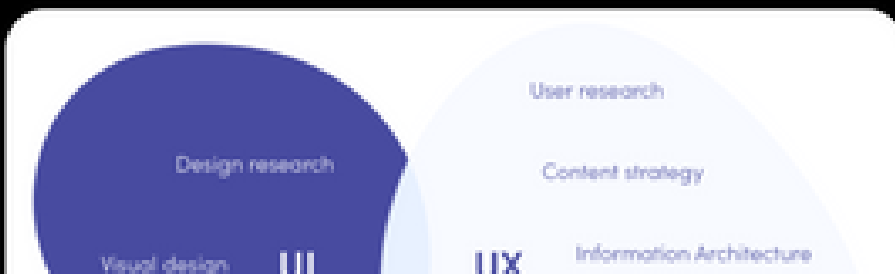 User research
Design research
Content strategy
Visual design
UI
UX
Information Architecture